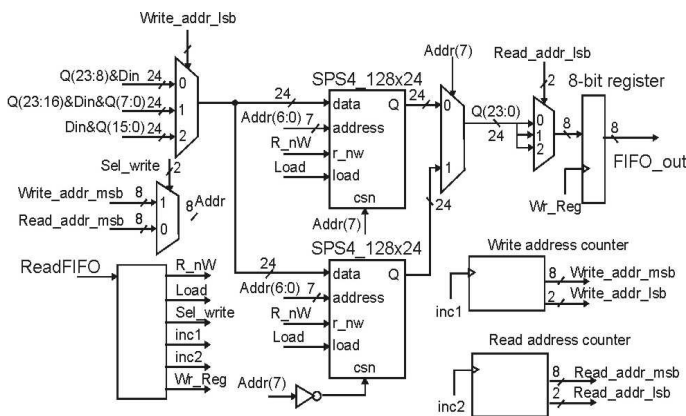 Write_addr_lsb
Q(23:8)&Din 24 0
Q(23:16)&Din&Q(7:0) 24 1
Din&Q(15:0) 24 2
24
SPS4_128x24
data Q
Addr(6:0) 7 address
R_nW r_nw
Load load
csn
Addr(7)
24
Addr(7)
0
1
24
Q(23:0)
24
Read_addr_lsb
2
0
1
2
8
8-bit register
8
FIFO_out
Wr_Reg
Sel_write 2
Write_addr_msb 8 1
Read_addr_msb 8 0
8 Addr
ReadFIFO
R_nW
Load
Sel_write
inc1
inc2
Wr_Reg
SPS4_128x24
24 data Q
Addr(6:0) 7 address
R_nW r_nw
Load load
csn
Addr(7)
Write address counter
8 Write_addr_msb
2 Write_addr_lsb
inc1
Read address counter
8 Read_addr_msb
2 Read_addr_lsb
inc2